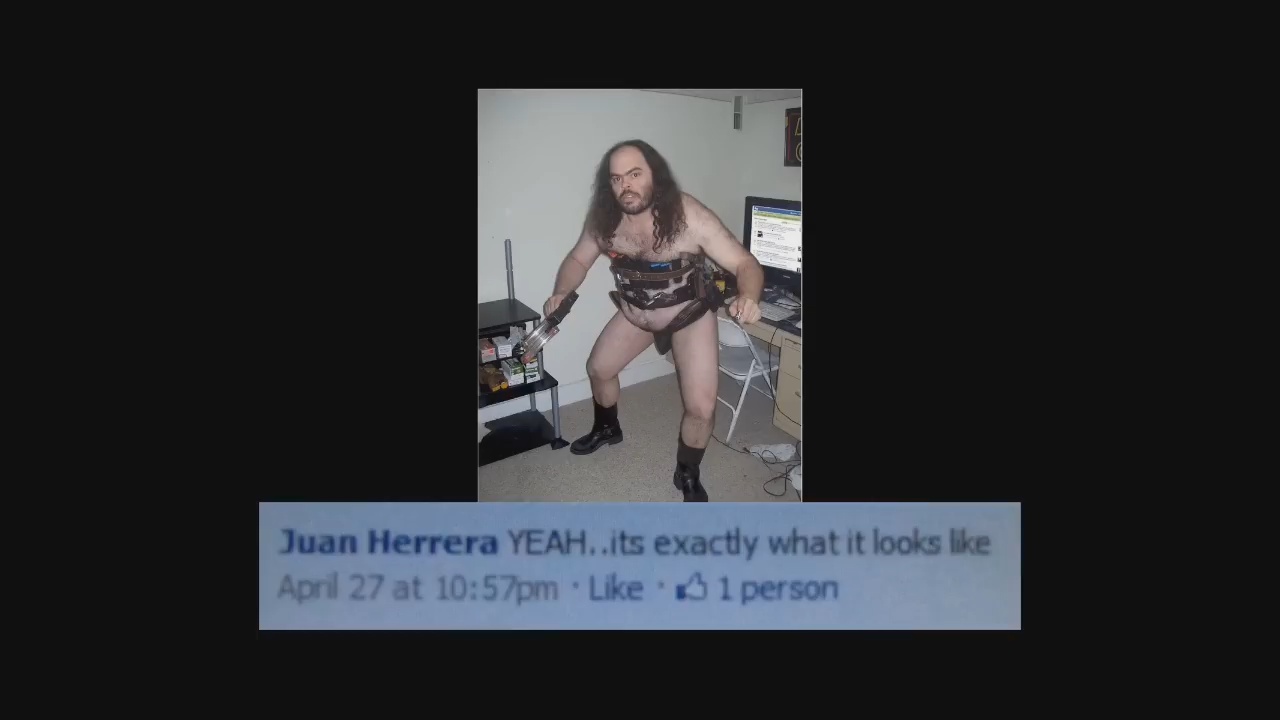 Juan Herrera YEAH..its exactly what it looks like
April 27 at 10:57pm · Like · 1 person